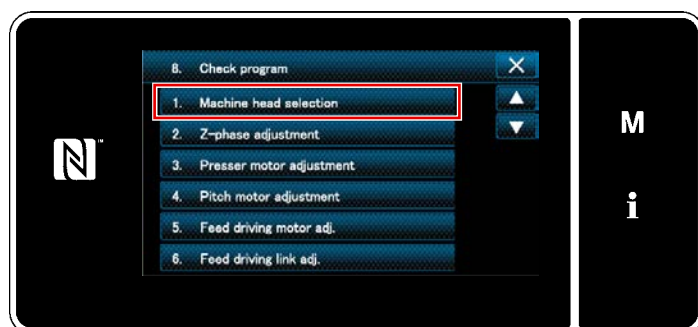 8. Check program
1. Machine head selection
2. Z-phase adjustment
3. Presser motor adjustment
4. Pitch motor adjustment
5. Feed driving motor adj.
6. Feed driving link adj.
N™
M
i